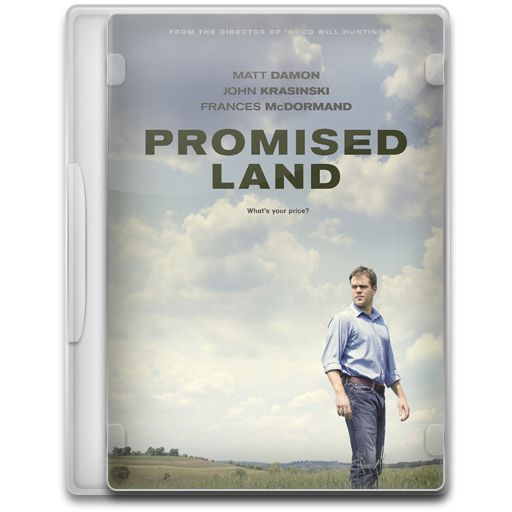 FROM THE DIRECTOR OF 'GOOD WILL HUNTING'
MATT DAMON
JOHN KRASINSKI
FRANCES McDORMAND
PROMISED
LAND
What's your price?